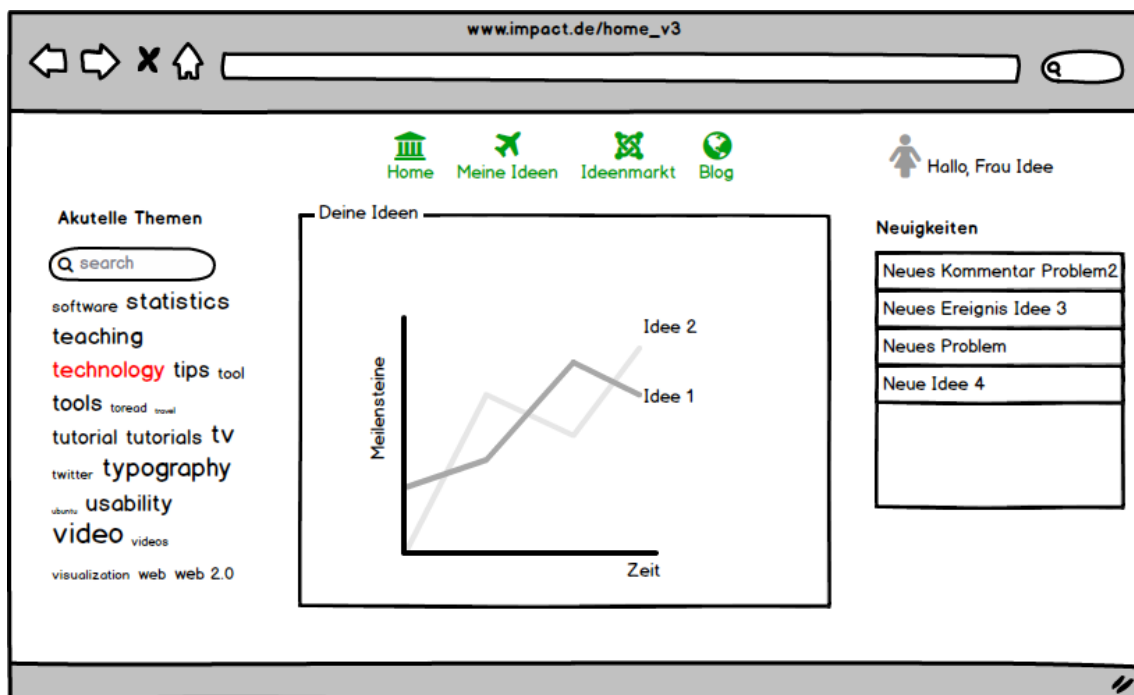 www.impact.de/home_v3
Home Meine Ideen Ideenmarkt Blog
Hallo, Frau Idee
Akutelle Themen
search
software statistics
teaching
technology tips tool
tools toread travel
tutorial tutorials tv
twitter typography
ubuntu usability
video videos
visualization web web 2.0
Deine Ideen
Meilensteine
Idee 2
Idee 1
Zeit
Neuigkeiten
Neues Kommentar Problem2
Neues Ereignis Idee 3
Neues Problem
Neue Idee 4